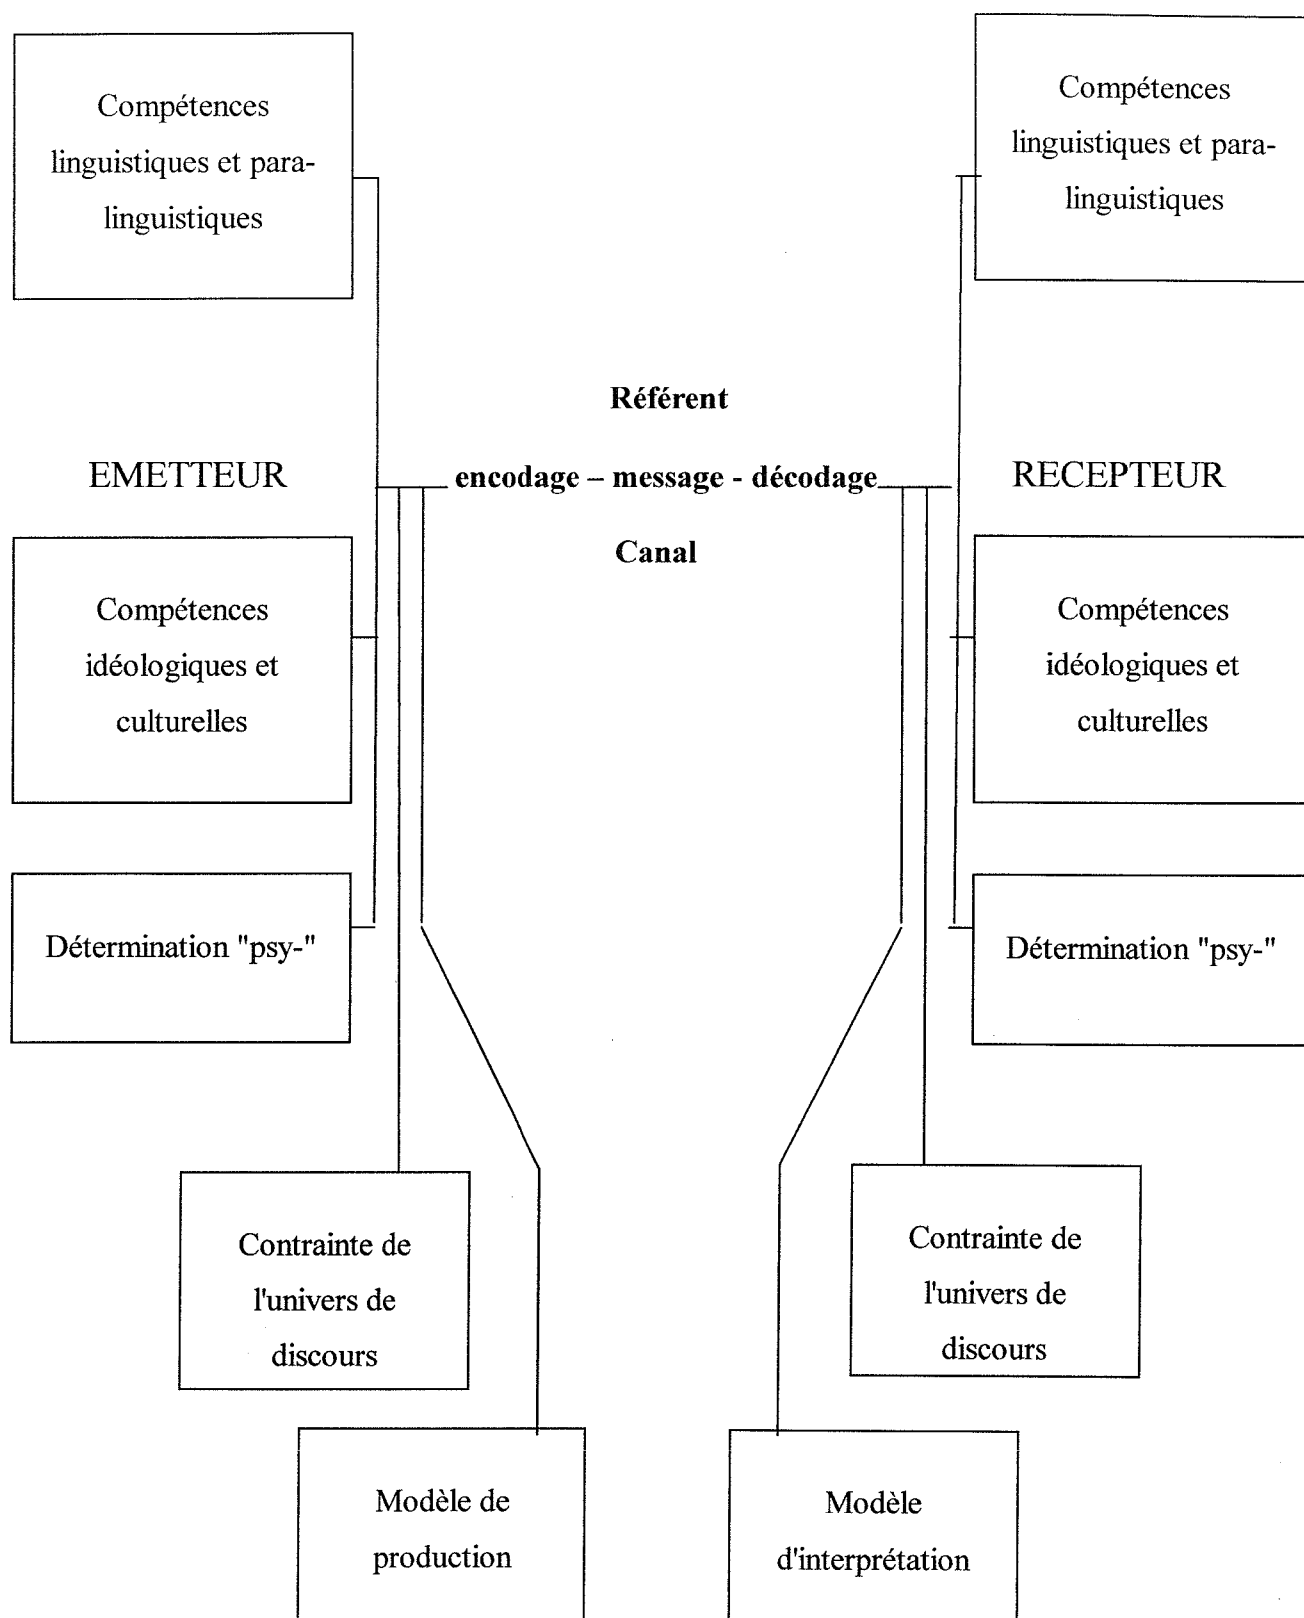 Compétences
linguistiques et para-
linguistiques
Compétences
linguistiques et para-
linguistiques
Référent
EMETTEUR
encodage – message - décodage
RECEPTEUR
Canal
Compétences
idéologiques et
culturelles
Compétences
idéologiques et
culturelles
Détermination "psy-"
Détermination "psy-"
Contrainte de
l'univers de
discours
Contrainte de
l'univers de
discours
Modèle de
production
Modèle
d'interprétation